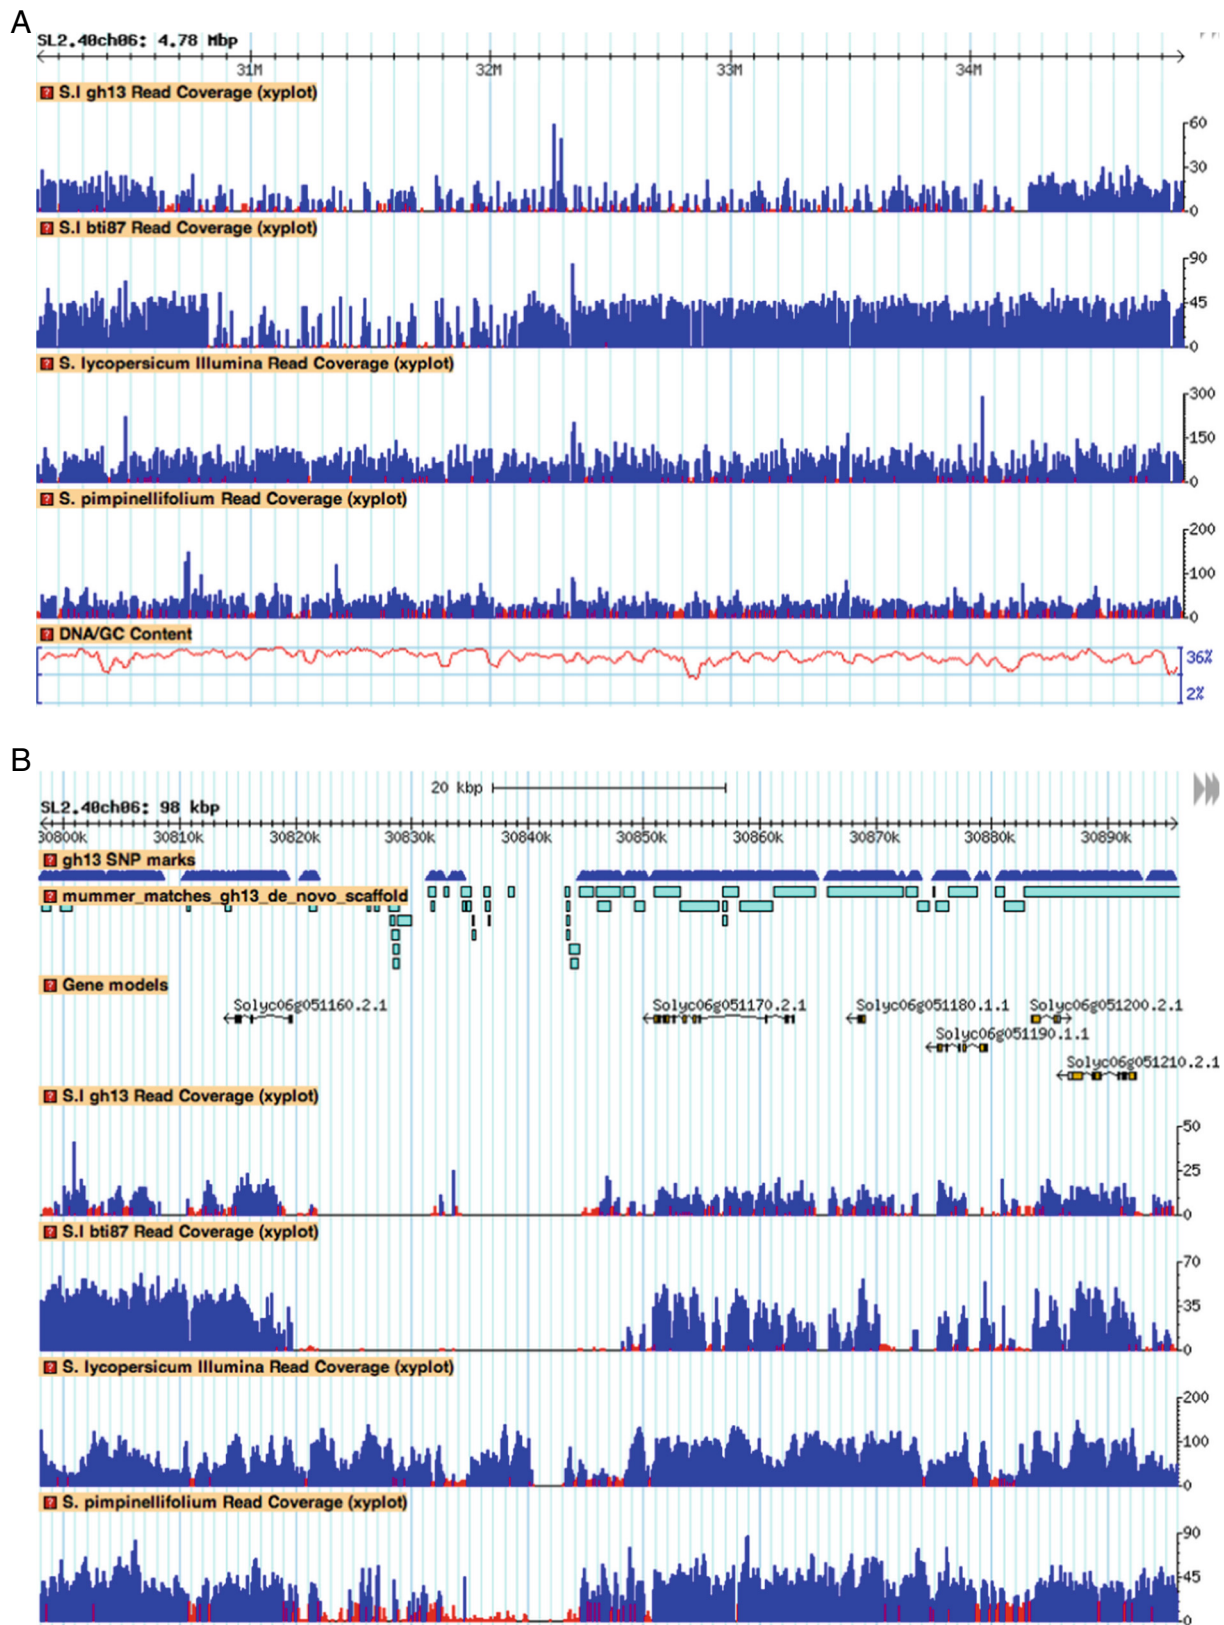 A
SL2.40ch06: 4.78 Mbp
31M 32M 33M 34M
S.l gh13 Read Coverage (xyplot)
60
30
0
S.l bti87 Read Coverage (xyplot)
90
45
0
S. lycopersicum Illumina Read Coverage (xyplot)
300
150
0
S. pimpinellifolium Read Coverage (xyplot)
200
100
0
DNA/GC Content
36%
2%
B
20 kbp
SL2.40ch06: 98 kbp
30800k 30810k 30820k 30830k 30840k 30850k 30860k 30870k 30880k 30890k
gh13 SNP marks
mummer_matches_gh13_de_novo_scaffold
Gene models
Solyc06g051160.2.1 Solyc06g051170.2.1 Solyc06g051180.1.1 Solyc06g051200.2.1
Solyc06g051190.1.1
Solyc06g051210.2.1
S.l gh13 Read Coverage (xyplot)
50
25
0
S.l bti87 Read Coverage (xyplot)
70
35
0
S. lycopersicum Illumina Read Coverage (xyplot)
200
100
0
S. pimpinellifolium Read Coverage (xyplot)
90
45
0